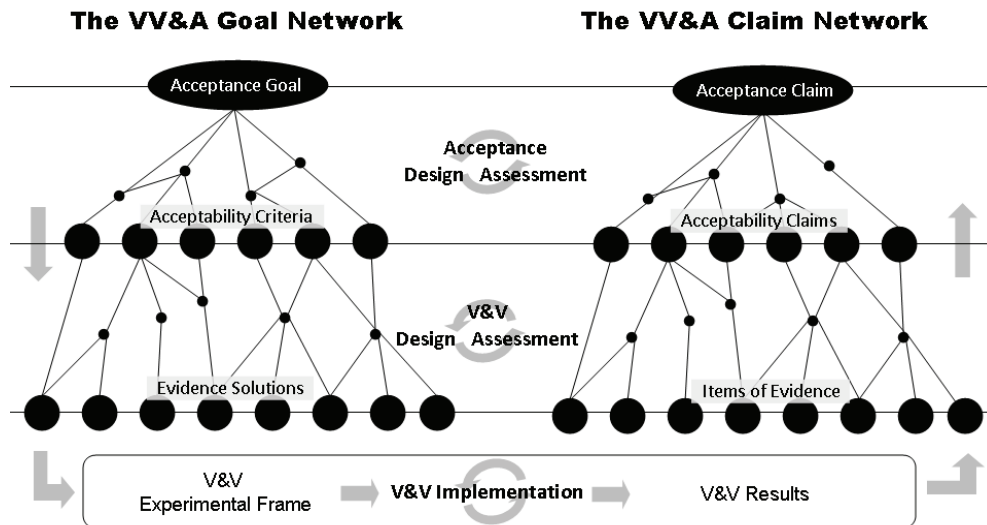 The VV&A Goal Network
The VV&A Claim Network
Acceptance Goal
Acceptance Claim
Acceptance
Design Assessment
Acceptability Criteria
Acceptability Claims
V&V
Design Assessment
Evidence Solutions
Items of Evidence
V&V
Experimental Frame
V&V Implementation
V&V Results